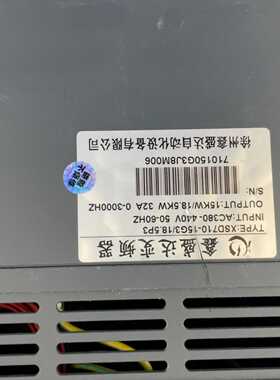 鑫盛达变频器
TYPE:XSD710-15G3/18.5P3
INPUT:AC380-440V 50-60HZ
OUTPUT:15KW/18.5KW 32A 0-3000HZ
S/N:
710150G3J8M006
徐州鑫盛达自动化设备有限公司